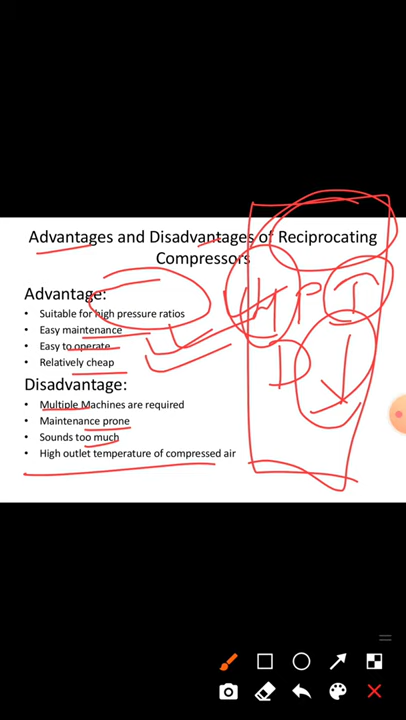 Advantages and Disadvantages of Reciprocating
Compressors
Advantage:
• Suitable for high pressure ratios
• Easy maintenance
• Easy to operate
• Relatively cheap
Disadvantage:
• Multiple Machines are required
• Maintenance prone
• Sounds too much
• High outlet temperature of compressed air
H P T
D